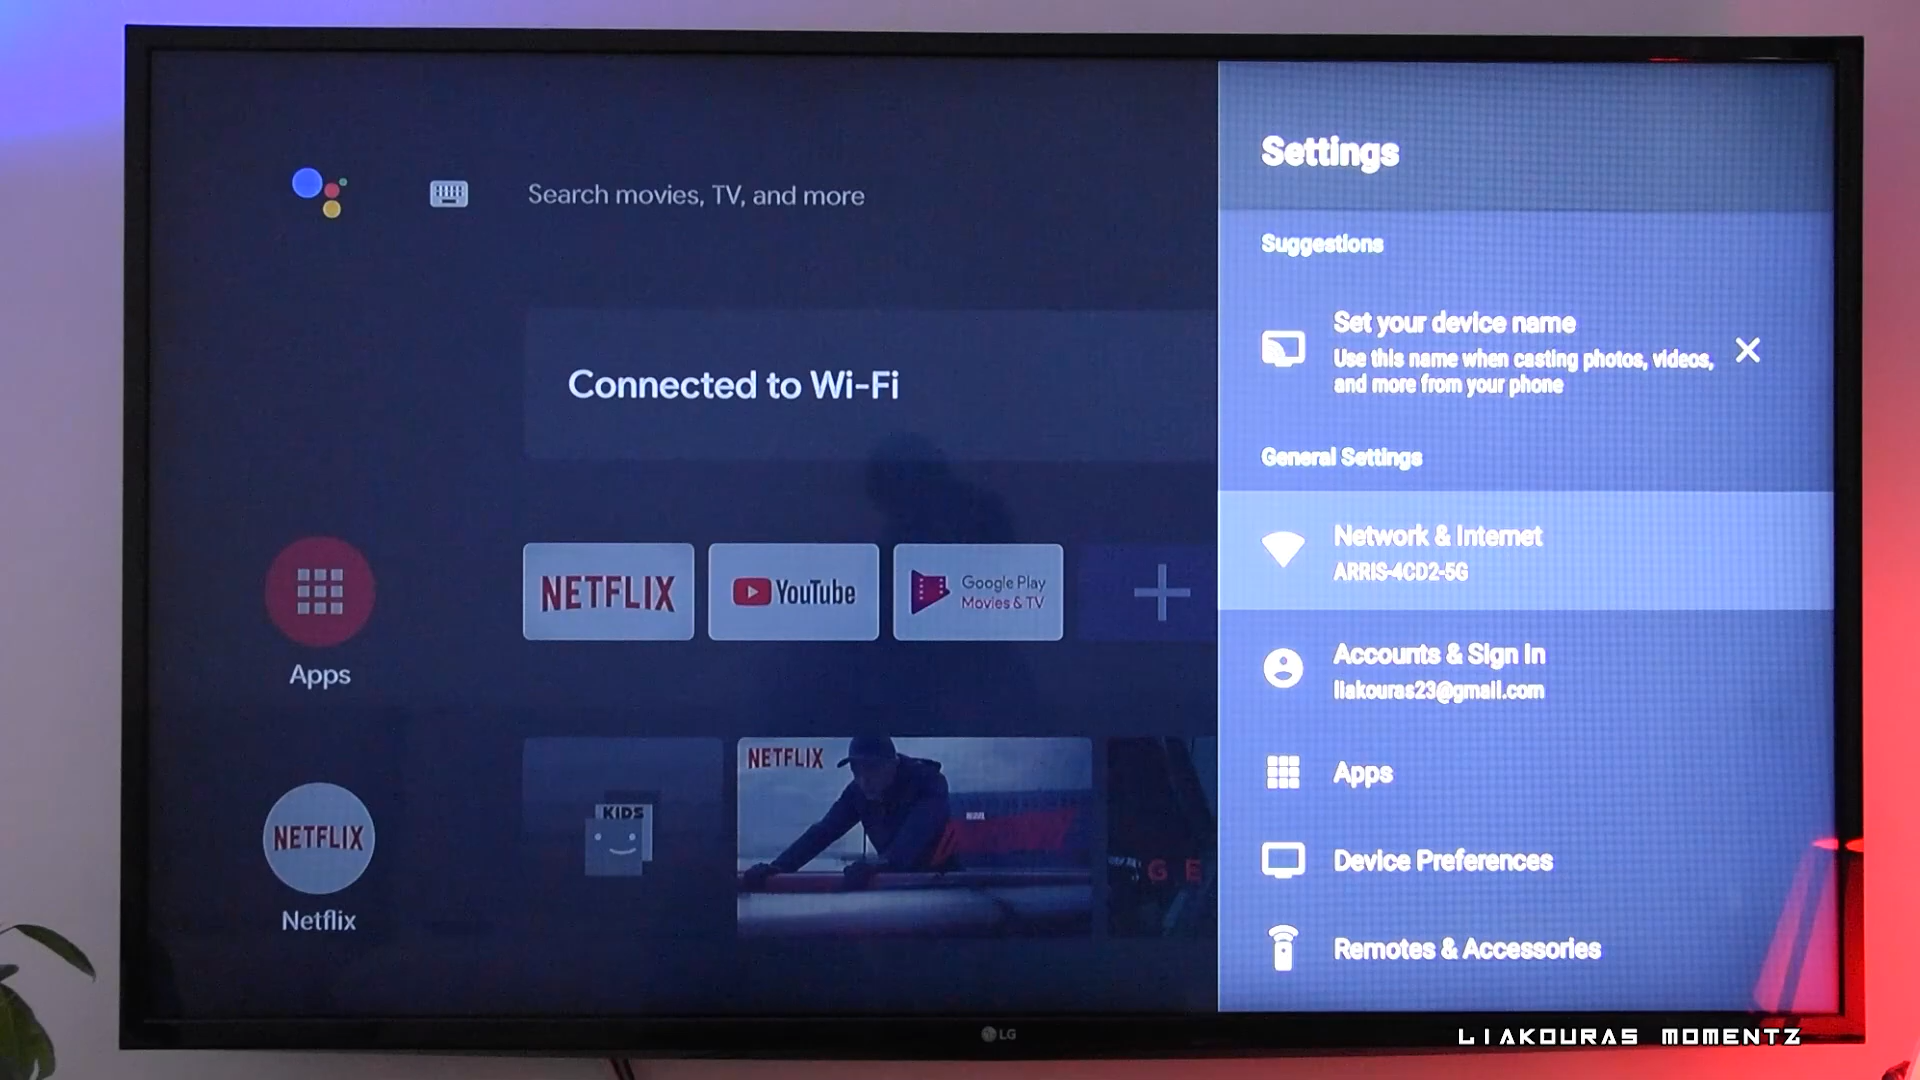 Search movies, TV, and more
Connected to Wi-Fi
NETFLIX
YouTube
Google Play
Movies & TV
Apps
NETFLIX
KIDS
MARVEL
G E
NETFLIX
Netflix
Settings
Suggestions
Set your device name
Use this name when casting photos, videos,
and more from your phone
General Settings
Network & Internet
ARRIS-4CD2-5G
Accounts & Sign In
liakouras23@gmail.com
Apps
Device Preferences
Remotes & Accessories
LG
LIAKOURAS MOMENTZ